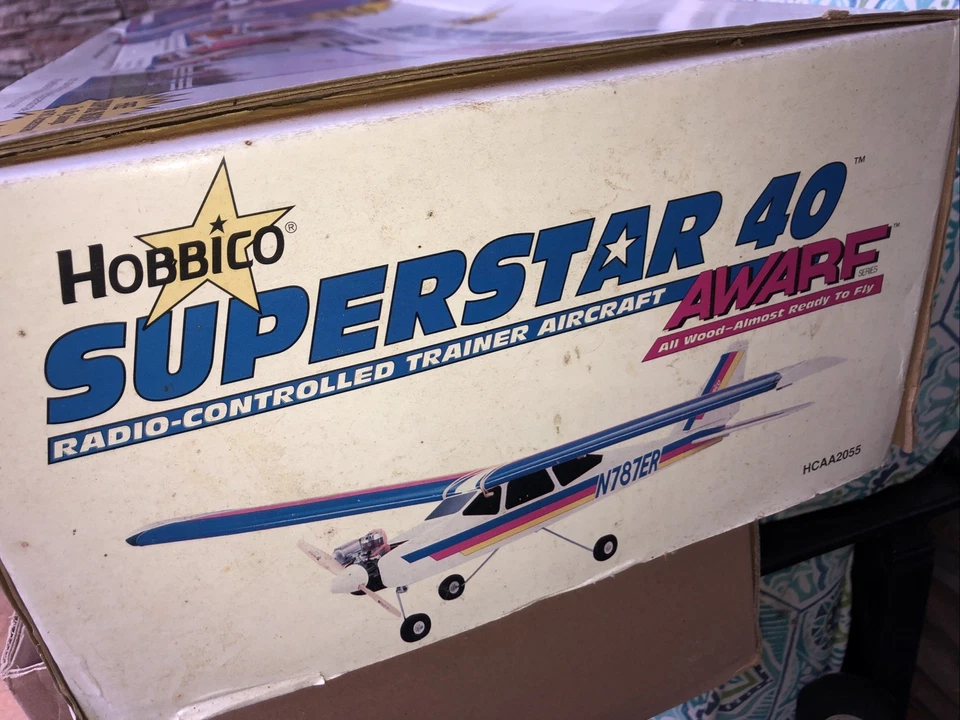 HOBBICO®
SUPERSTAR 40™
RADIO-CONTROLLED TRAINER AIRCRAFT
AWARF™ SERIES
All Wood-Almost Ready To Fly
N787ER
HCAA2055